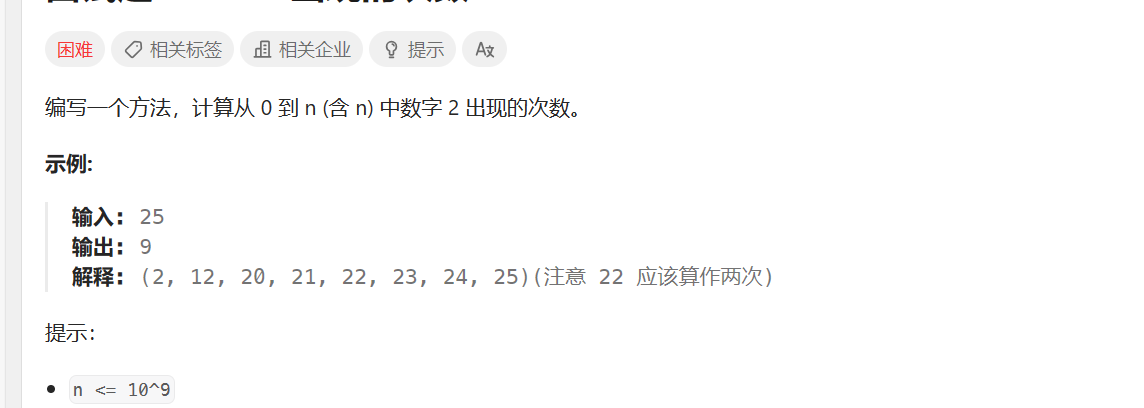 困难 相关标签 相关企业 提示
编写一个方法，计算从 0 到 n (含 n) 中数字 2 出现的次数。
示例:
输入: 25
输出: 9
解释: (2, 12, 20, 21, 22, 23, 24, 25)(注意 22 应该算作两次)
提示：
n <= 10^9